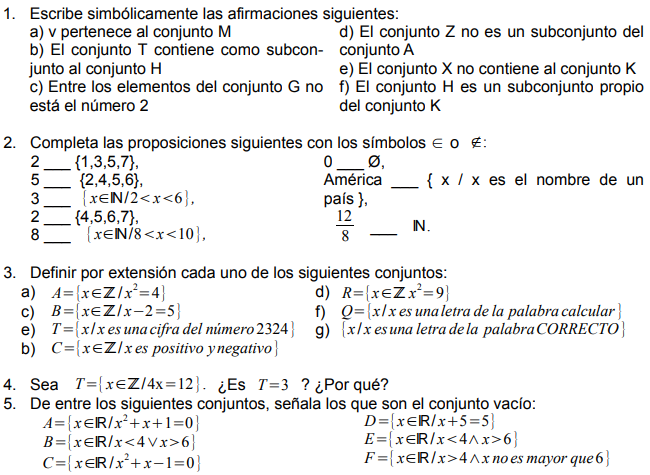 1. Escribe simbólicamente las afirmaciones siguientes:
a) v pertenece al conjunto M
b) El conjunto T contiene como subcon-
junto al conjunto H
c) Entre los elementos del conjunto G no
está el número 2
d) El conjunto Z no es un subconjunto del
conjunto A
e) El conjunto X no contiene al conjunto K
f) El conjunto H es un subconjunto propio
del conjunto K
2. Completa las proposiciones siguientes con los símbolos ∈ o ∉:
2 ___ {1,3,5,7},
5 ___ {2,4,5,6},
3 ___ {x∈ℕ/2<x<6},
2 ___ {4,5,6,7},
8 ___ {x∈ℕ/8<x<10},
0 ___ Ø,
América ___ { x / x es el nombre de un
país },
12/8 ___ ℕ.
3. Definir por extensión cada uno de los siguientes conjuntos:
a) A={x∈ℤ/x²=4}
c) B={x∈ℤ/x−2=5}
e) T={x/x es una cifra del número 2324}
b) C={x∈ℤ/x es positivo y negativo}
d) R={x∈ℤ x²=9}
f) Q={x/x es una letra de la palabra calcular}
g) {x/x es una letra de la palabra CORRECTO}
4. Sea T={x∈ℤ/4x=12}. ¿Es T=3 ? ¿Por qué?
5. De entre los siguientes conjuntos, señala los que son el conjunto vacío:
A={x∈ℝ/x²+x+1=0}
B={x∈ℝ/x<4∨x>6}
C={x∈ℝ/x²+x−1=0}
D={x∈ℝ/x+5=5}
E={x∈ℝ/x<4∧x>6}
F={x∈ℝ/x>4∧x no es mayor que 6}